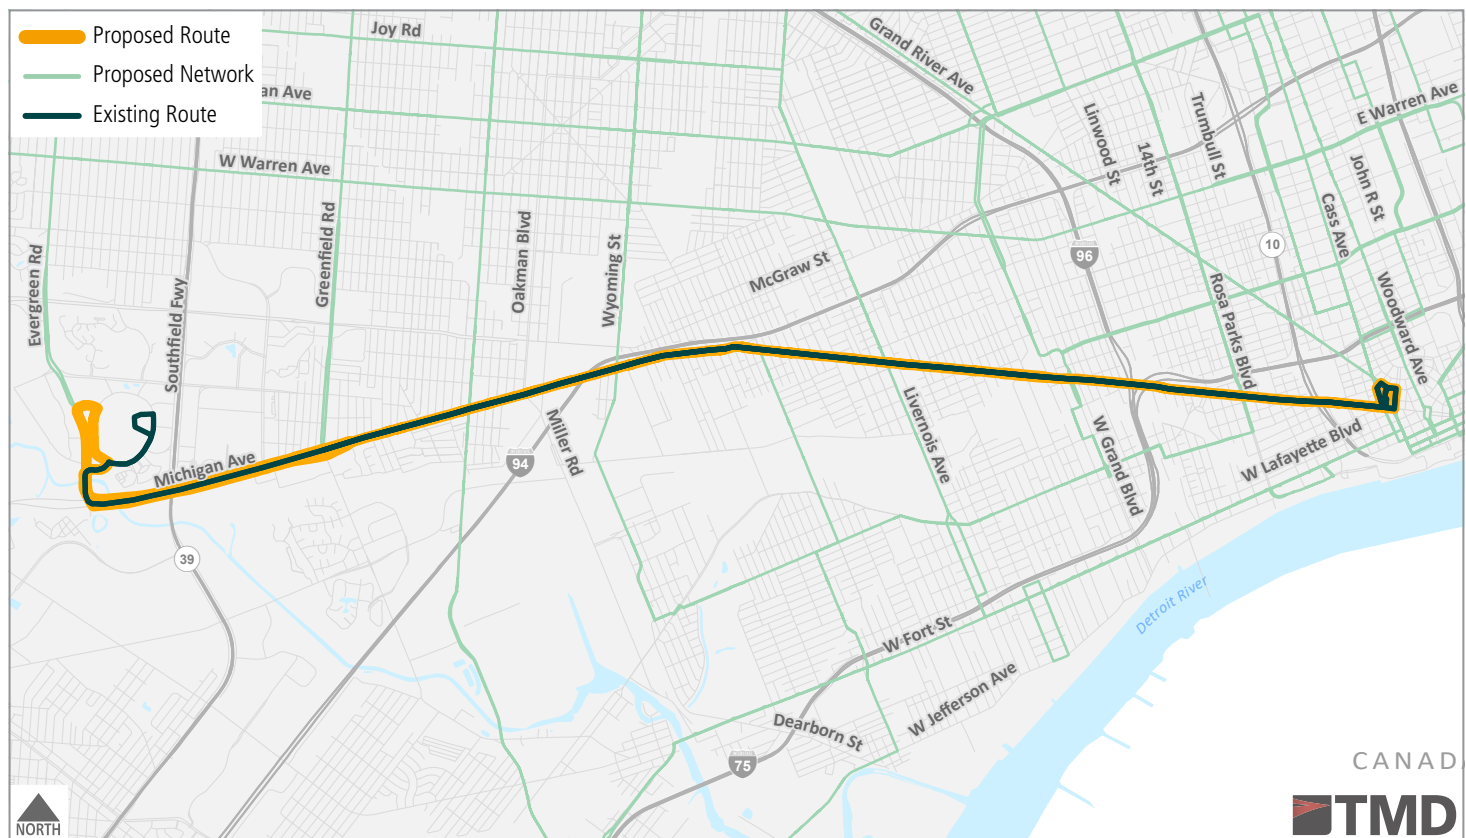 Proposed Route
Proposed Network
Existing Route
Joy Rd
an Ave
W Warren Ave
Evergreen Rd
Southfield Fwy
Greenfield Rd
Oakman Blvd
Wyoming St
McGraw St
Grand River Ave
Linwood St
14th St
Trumbull St
E Warren Ave
John R St
Cass Ave
Woodward Ave
Rosa Parks Blvd
10
96
Michigan Ave
39
94
Miller Rd
Livernois Ave
W Grand Blvd
W Lafayette Blvd
W Fort St
W Jefferson Ave
Dearborn St
75
Detroit River
CANADA
NORTH
TMD